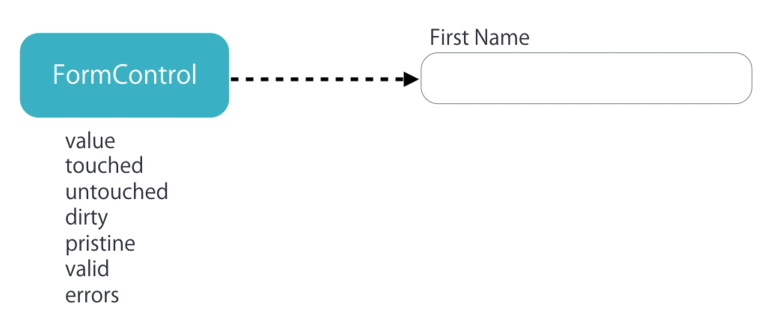 First Name
FormControl
value
touched
untouched
dirty
pristine
valid
errors